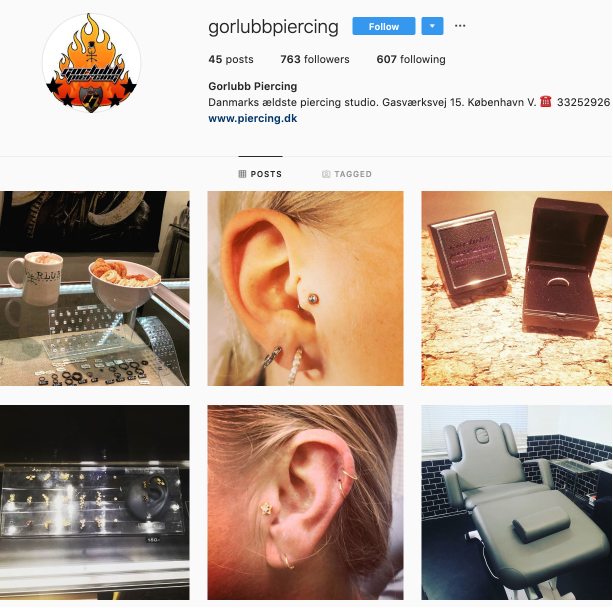 gorlubbpiercing Follow
45 posts 763 followers 607 following
Gorlubb Piercing
Danmarks ældste piercing studio. Gasværksvej 15. København V. ☎️ 33252926
www.piercing.dk
gorlubb
piercing
POSTS TAGGED